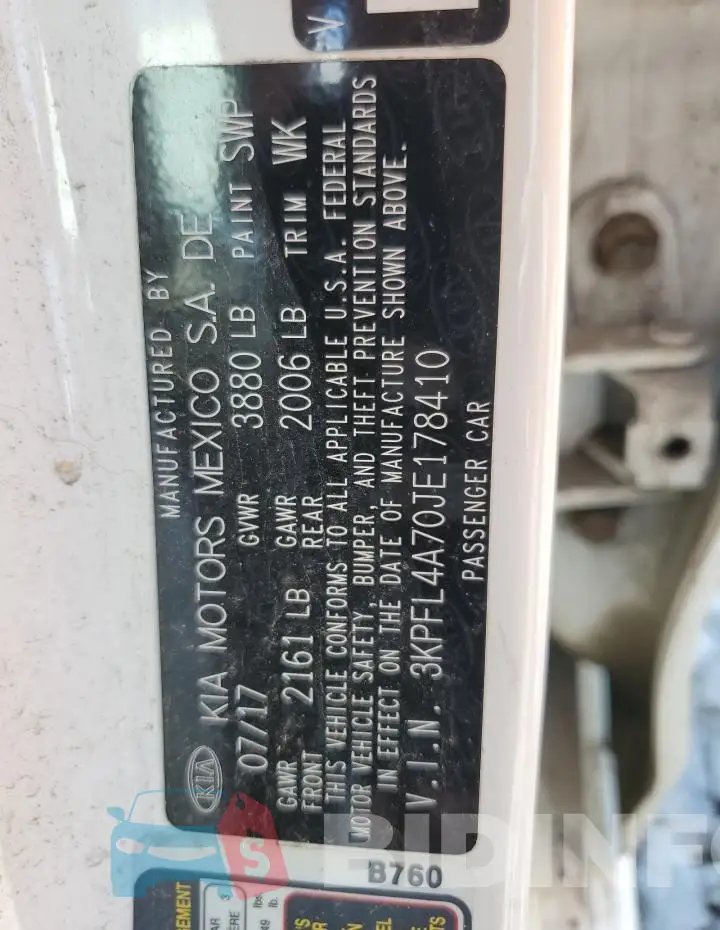 V
MANUFACTURED BY
KIA KIA MOTORS MEXICO S.A. DE
07/17 GVWR 3880 LB PAINT SWP
GAWR FRONT 2161 LB GAWR REAR 2006 LB TRIM WK
THIS VEHICLE CONFORMS TO ALL APPLICABLE U.S.A. FEDERAL
MOTOR VEHICLE SAFETY, BUMPER, AND THEFT PREVENTION STANDARDS
IN EFFECT ON THE DATE OF MANUFACTURE SHOWN ABOVE.
V.I.N. 3KPFL4A70JE178410
PASSENGER CAR
B760
$ BIDINFO